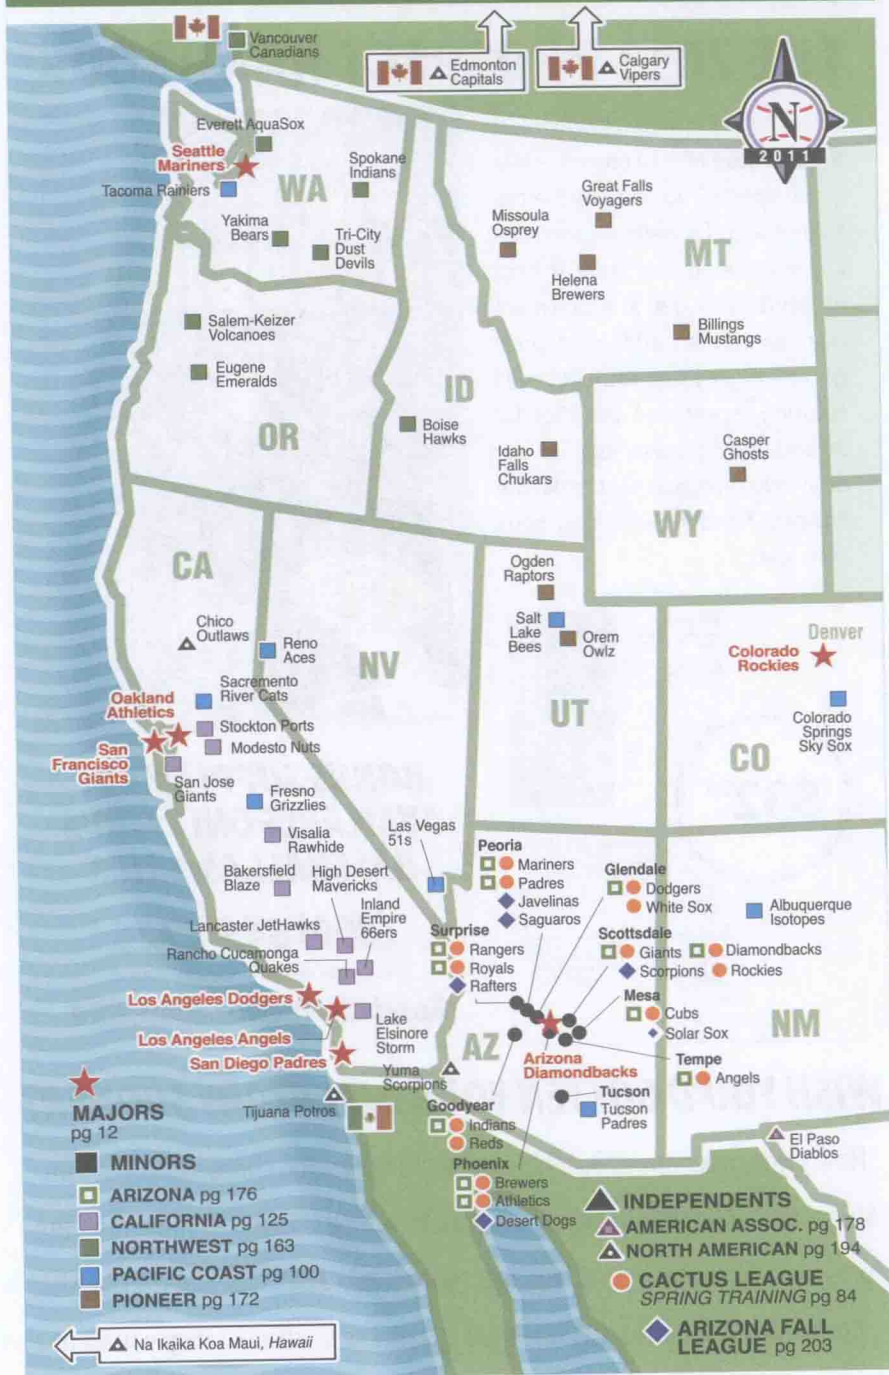 Vancouver
Canadians
Edmonton
Capitals
Calgary
Vipers
N
2011
Everett AquaSox
Seattle
Mariners
Tacoma Rainiers
WA
Spokane
Indians
Yakima
Bears
Tri-City
Dust
Devils
Great Falls
Voyagers
Missoula
Osprey
MT
Helena
Brewers
Billings
Mustangs
Salem-Keizer
Volcanoes
Eugene
Emeralds
OR
ID
Boise
Hawks
Idaho
Falls
Chukars
Casper
Ghosts
WY
CA
Chico
Outlaws
Reno
Aces
NV
Ogden
Raptors
Salt
Lake
Bees
Orem
Owlz
UT
Denver
Colorado
Rockies
Colorado
Springs
Sky Sox
CO
Sacremento
River Cats
Oakland
Athletics
Stockton Ports
Modesto Nuts
San
Francisco
Giants
San Jose
Giants
Fresno
Grizzlies
Visalia
Rawhide
Las Vegas
51s
Bakersfield
Blaze
High Desert
Mavericks
Inland
Empire
66ers
Lancaster JetHawks
Rancho Cucamonga
Quakes
Los Angeles Dodgers
Los Angeles Angels
San Diego Padres
Lake
Elsinore
Storm
Peoria
Mariners
Padres
Javelinas
Saguaros
Surprise
Rangers
Royals
Rafters
Glendale
Dodgers
White Sox
Scottsdale
Giants
Diamondbacks
Scorpions
Rockies
Mesa
Cubs
Solar Sox
Tempe
Angels
Albuquerque
Isotopes
NM
AZ
Arizona
Diamondbacks
Yuma
Scorpions
Tijuana Potros
Tucson
Tucson
Padres
Goodyear
Indians
Reds
Phoenix
Brewers
Athletics
Desert Dogs
El Paso
Diablos
MAJORS
pg 12
MINORS
ARIZONA pg 176
CALIFORNIA pg 125
NORTHWEST pg 163
PACIFIC COAST pg 100
PIONEER pg 172
Na Ikaika Koa Maui, Hawaii
INDEPENDENTS
AMERICAN ASSOC. pg 178
NORTH AMERICAN pg 194
CACTUS LEAGUE
SPRING TRAINING pg 84
ARIZONA FALL
LEAGUE pg 203